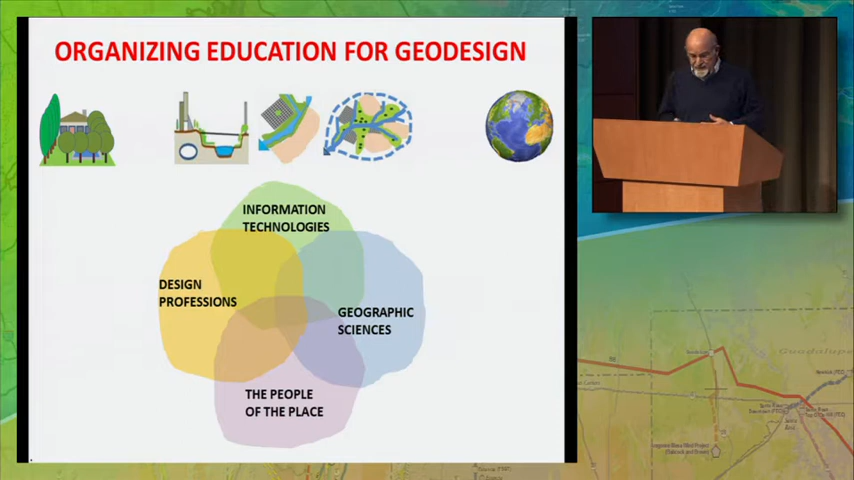 ORGANIZING EDUCATION FOR GEODESIGN
INFORMATION
TECHNOLOGIES
DESIGN
PROFESSIONS
GEOGRAPHIC
SCIENCES
THE PEOPLE
OF THE PLACE